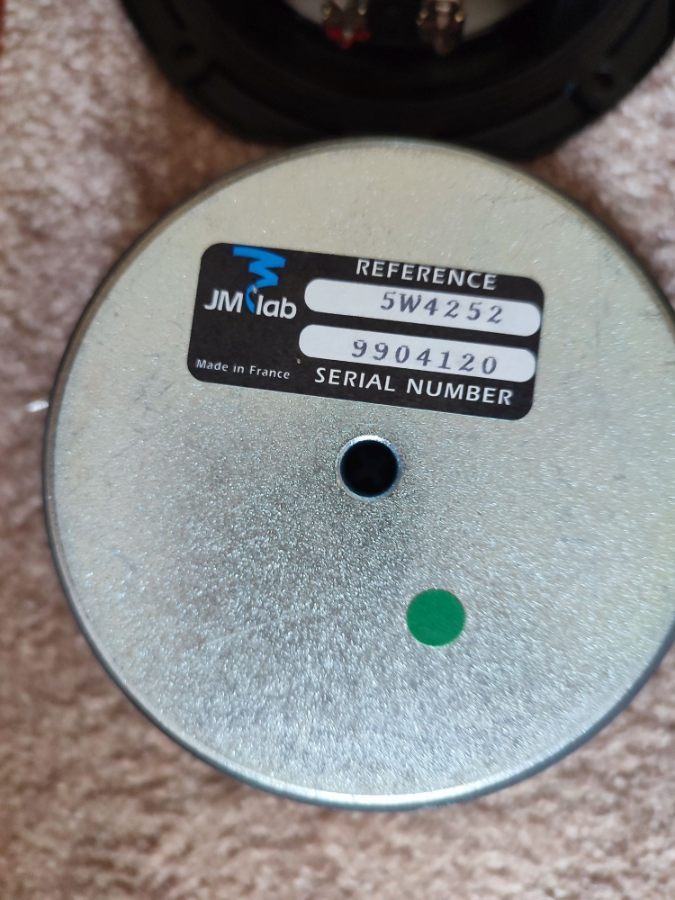 REFERENCE
JMlab
5W4252
9904120
Made in France
SERIAL NUMBER